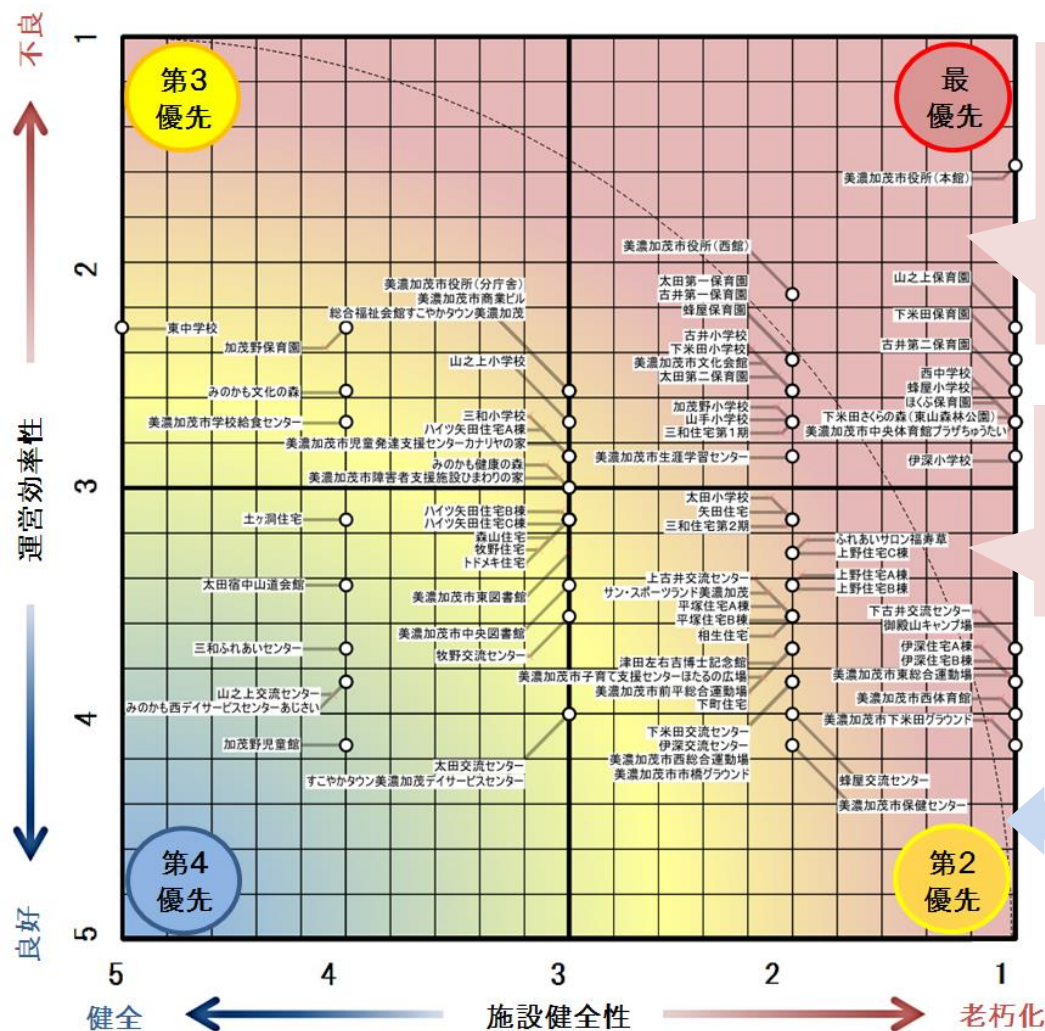 不良
運営効率性
良好
1
2
3
4
5
第3
優先
最
優先
第4
優先
第2
優先
美濃加茂市役所(本館)
美濃加茂市役所(西館)
太田第一保育園
古井第一保育園
蜂屋保育園
古井小学校
下米田小学校
美濃加茂市文化会館
太田第二保育園
加茂野小学校
山手小学校
三和住宅第1期
美濃加茂市生涯学習センター
山之上保育園
下米田保育園
古井第二保育園
西中学校
蜂屋小学校
ほくぶ保育園
下米田さくらの森(東山森林公園)
美濃加茂市中央体育館プラザちゅうたい
伊深小学校
美濃加茂市役所(分庁舎)
美濃加茂市商業ビル
総合福祉会館すこやかタウン美濃加茂
山之上小学校
三和小学校
ハイツ矢田住宅A棟
美濃加茂市児童発達支援センターカナリヤの家
みのかも健康の森
美濃加茂市障害者支援施設ひまわりの家
東中学校
加茂野保育園
みのかも文化の森
美濃加茂市学校給食センター
土ヶ洞住宅
太田宿中山道会館
三和ふれあいセンター
山之上交流センター
みのかも西デイサービスセンターあじさい
加茂野児童館
ハイツ矢田住宅B棟
ハイツ矢田住宅C棟
森山住宅
牧野住宅
トドメキ住宅
美濃加茂市東図書館
美濃加茂市中央図書館
牧野交流センター
太田交流センター
すこやかタウン美濃加茂デイサービスセンター
太田小学校
矢田住宅
三和住宅第2期
ふれあいサロン福寿草
上野住宅C棟
上野住宅A棟
上野住宅B棟
上古井交流センター
サン・スポーツランド美濃加茂
平塚住宅A棟
平塚住宅B棟
相生住宅
津田左右吉博士記念館
美濃加茂市子育て支援センターほたるの広場
美濃加茂市前平総合運動場
下町住宅
下米田交流センター
伊深交流センター
美濃加茂市西総合運動場
美濃加茂市市橋グラウンド
蜂屋交流センター
美濃加茂市保健センター
下古井交流センター
御殿山キャンプ場
伊深住宅A棟
伊深住宅B棟
美濃加茂市東総合運動場
美濃加茂市西体育館
美濃加茂市下米田グラウンド
5
4
3
2
1
健全
施設健全性
老朽化